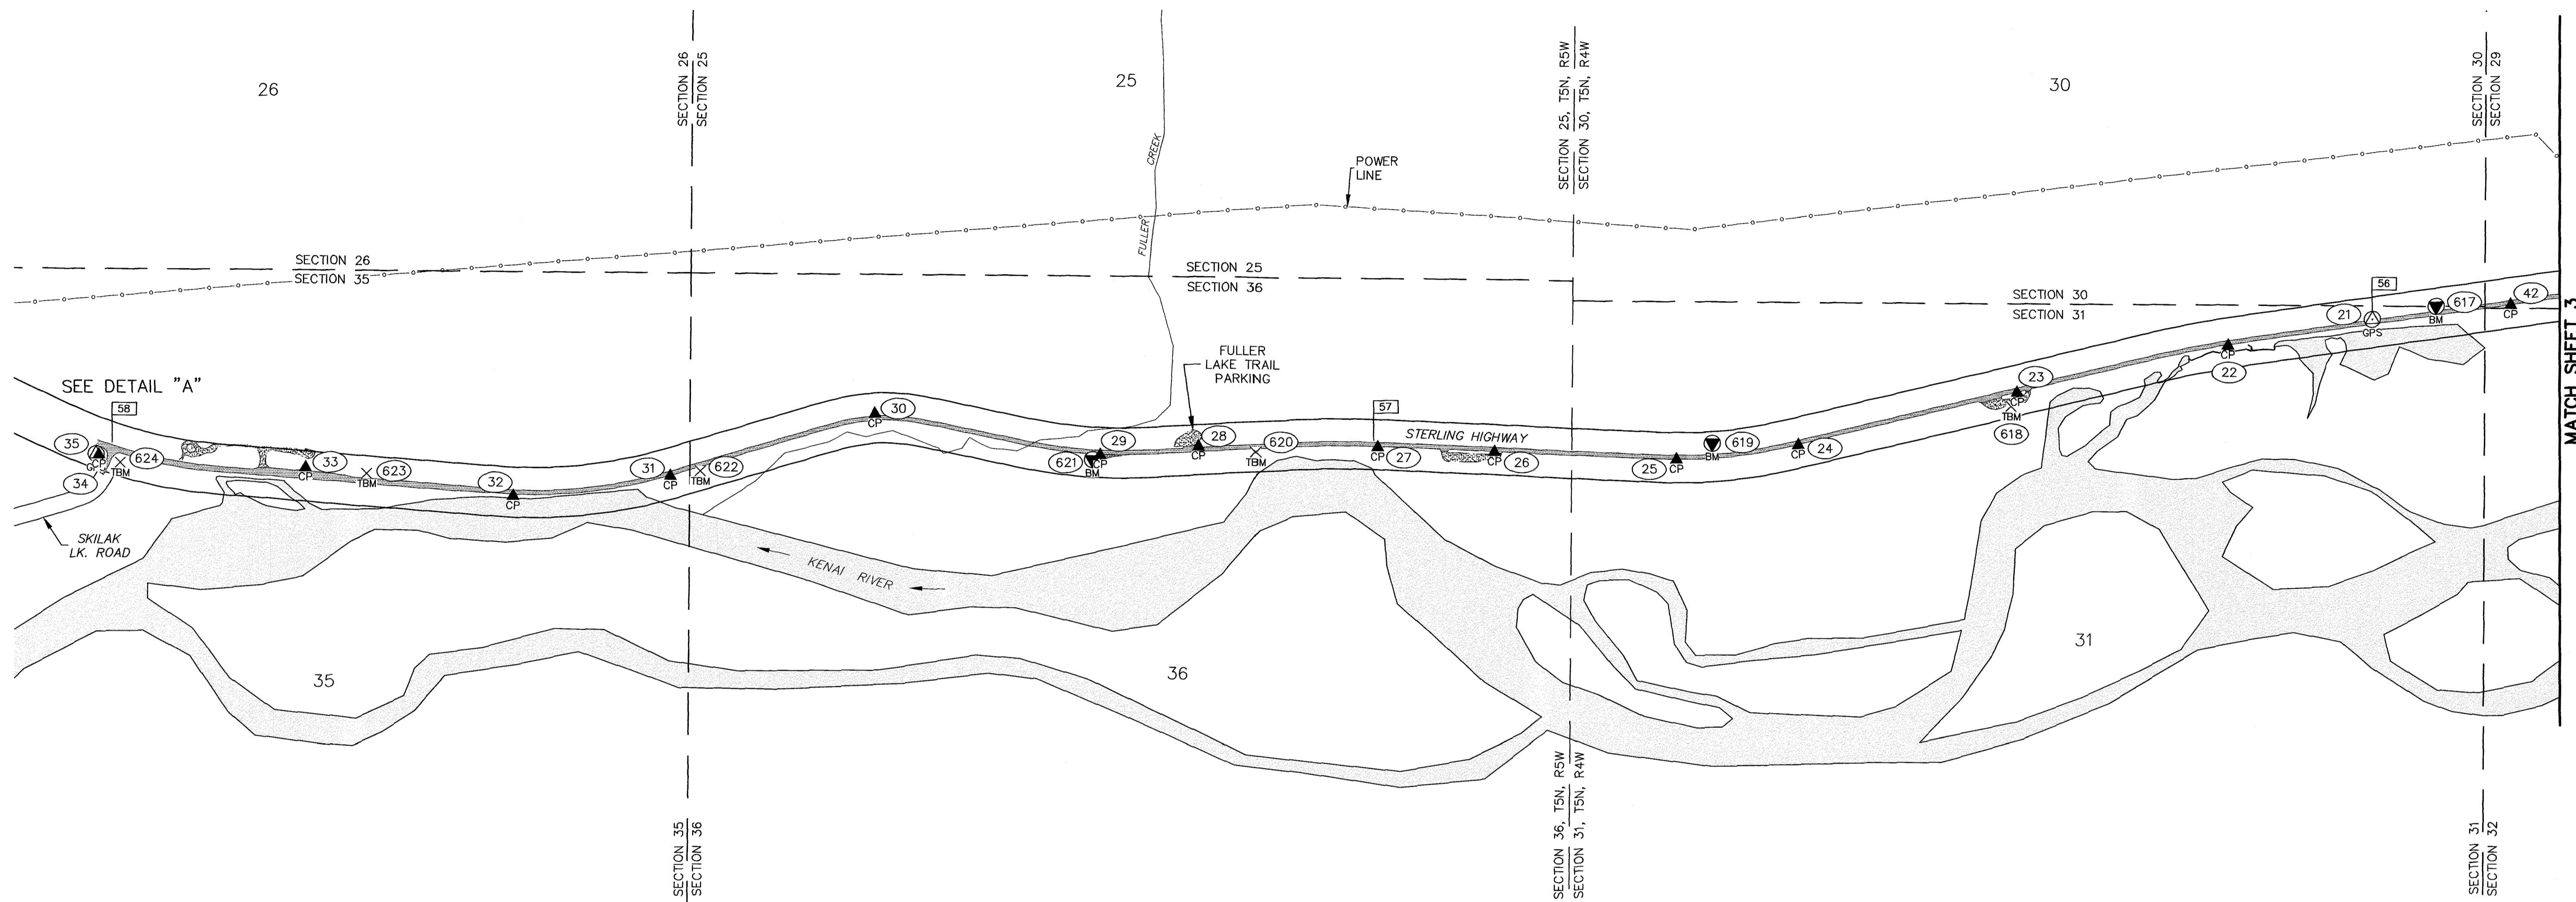 SECTION 26
SECTION 25
SECTION 25, T5N, R5W
SECTION 30, T5N, R4W
SECTION 30
SECTION 29
26
25
30
FULLER CREEK
POWER
LINE
SECTION 26
SECTION 35
SECTION 25
SECTION 36
SECTION 30
SECTION 31
MATCH SHEET 3
56
21
GPS
BM
617
CP
42
CP
22
23
CP
TBM
618
FULLER
LAKE TRAIL
PARKING
SEE DETAIL "A"
58
35
CP
34
TBM
624
33
CP
TBM
623
32
CP
31
CP
TBM
622
30
CP
29
CP
621
BM
28
CP
620
TBM
57
CP
27
STERLING HIGHWAY
CP
26
25
CP
BM
619
24
CP
SKILAK
LK. ROAD
KENAI RIVER
35
36
31
SECTION 35
SECTION 36
SECTION 36, T5N, R5W
SECTION 31, T5N, R4W
SECTION 31
SECTION 32